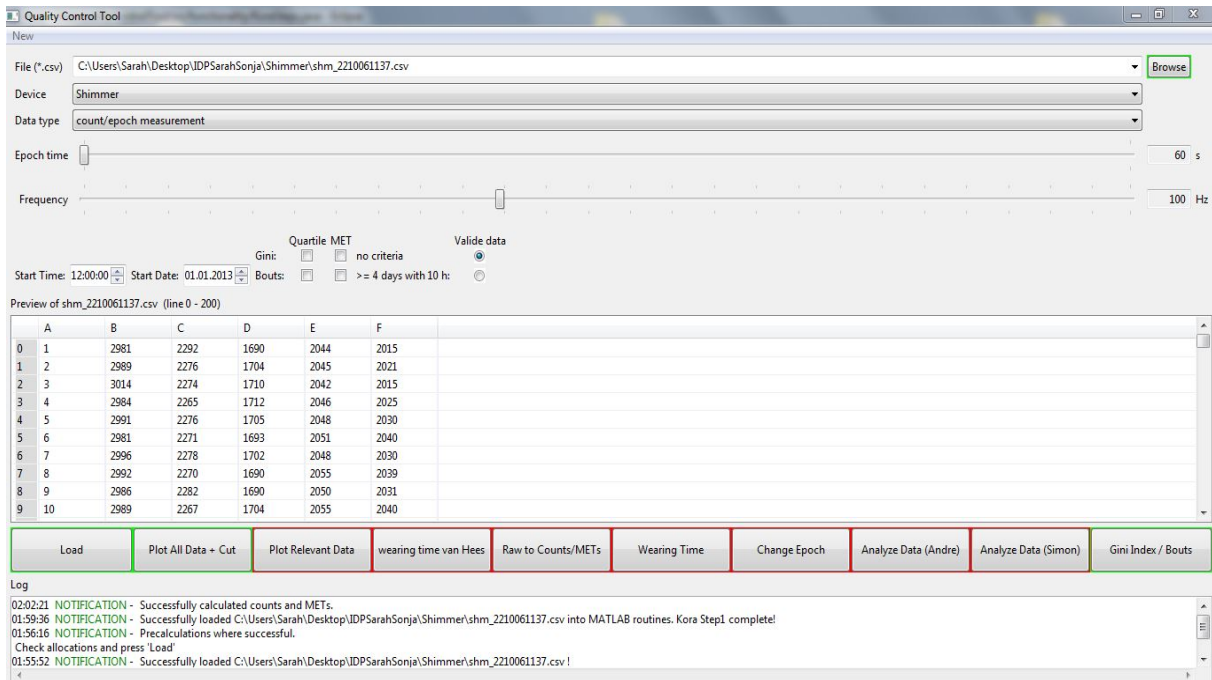 Quality Control Tool
New
File (*.csv) C:\Users\Sarah\Desktop\IDPSarahSonja\Shimmer\shm_2210061137.csv Browse
Device Shimmer
Data type count/epoch measurement
Epoch time 60 s
Frequency 100 Hz
Quartile MET Valide data
Gini: no criteria
Start Time: 12:00:00 Start Date: 01.01.2013 Bouts: >= 4 days with 10 h:
Preview of shm_2210061137.csv (line 0 - 200)
A B C D E F
0 1 2981 2292 1690 2044 2015
1 2 2989 2276 1704 2045 2021
2 3 3014 2274 1710 2042 2015
3 4 2984 2265 1712 2046 2025
4 5 2991 2276 1705 2048 2030
5 6 2981 2271 1693 2051 2040
6 7 2996 2278 1702 2048 2030
7 8 2992 2270 1690 2055 2039
8 9 2986 2282 1690 2050 2031
9 10 2989 2267 1704 2055 2040
Load Plot All Data + Cut Plot Relevant Data wearing time van Hees Raw to Counts/METs Wearing Time Change Epoch Analyze Data (Andre) Analyze Data (Simon) Gini Index / Bouts
Log
02:02:21 NOTIFICATION - Successfully calculated counts and METs.
01:59:36 NOTIFICATION - Successfully loaded C:\Users\Sarah\Desktop\IDPSarahSonja\Shimmer\shm_2210061137.csv into MATLAB routines. Kora Step1 complete!
01:56:16 NOTIFICATION - Precalculations where successful.
Check allocations and press 'Load'
01:55:52 NOTIFICATION - Successfully loaded C:\Users\Sarah\Desktop\IDPSarahSonja\Shimmer\shm_2210061137.csv !